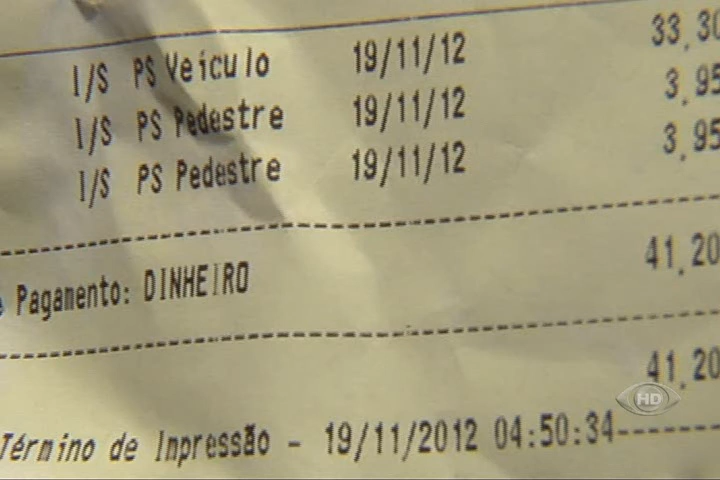 I/S PS Veículo 19/11/12 33,30
I/S PS Pedestre 19/11/12 3,95
I/S PS Pedestre 19/11/12 3,95
Pagamento: DINHEIRO 41,20
41,20
Término de Impressão - 19/11/2012 04:50:34--------
HD